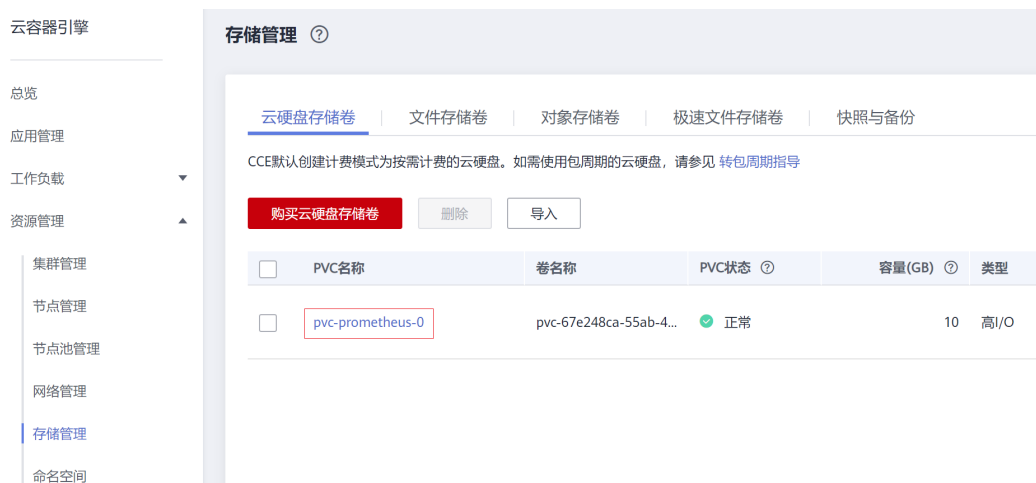 云容器引擎
总览
应用管理
工作负载
资源管理
集群管理
节点管理
节点池管理
网络管理
存储管理
命名空间
存储管理
云硬盘存储卷 文件存储卷 对象存储卷 极速文件存储卷 快照与备份
CCE默认创建计费模式为按需计费的云硬盘。如需使用包周期的云硬盘，请参见 转包周期指导
购买云硬盘存储卷 删除 导入
PVC名称 卷名称 PVC状态 容量(GB) 类型
pvc-prometheus-0 pvc-67e248ca-55ab-4... 正常 10 高I/O